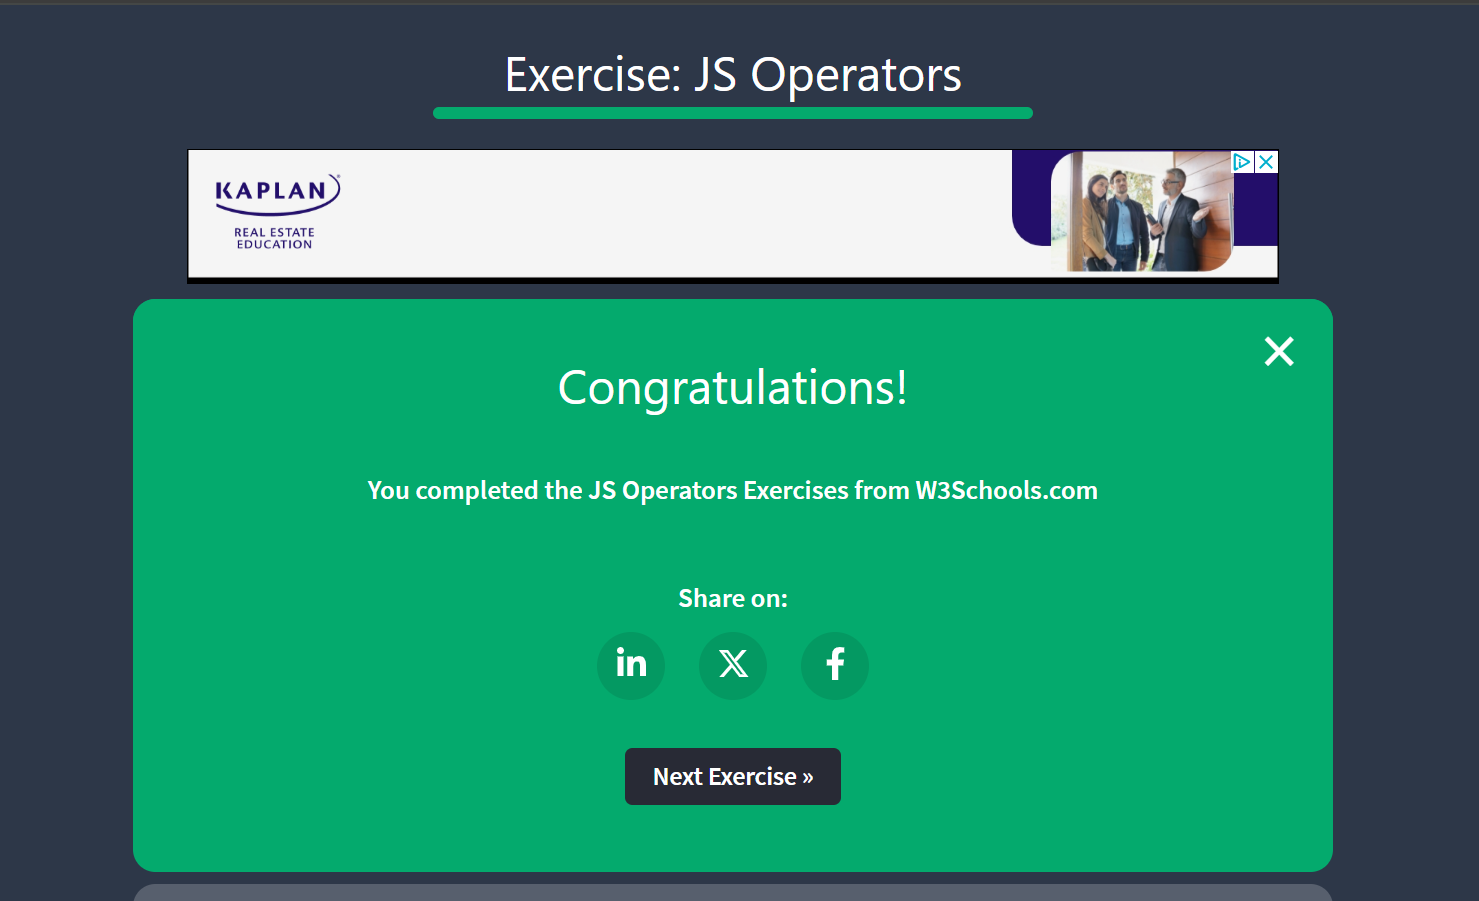 Exercise: JS Operators
KAPLAN
REAL ESTATE
EDUCATION
Congratulations!
You completed the JS Operators Exercises from W3Schools.com
Share on:
in
X
f
Next Exercise »